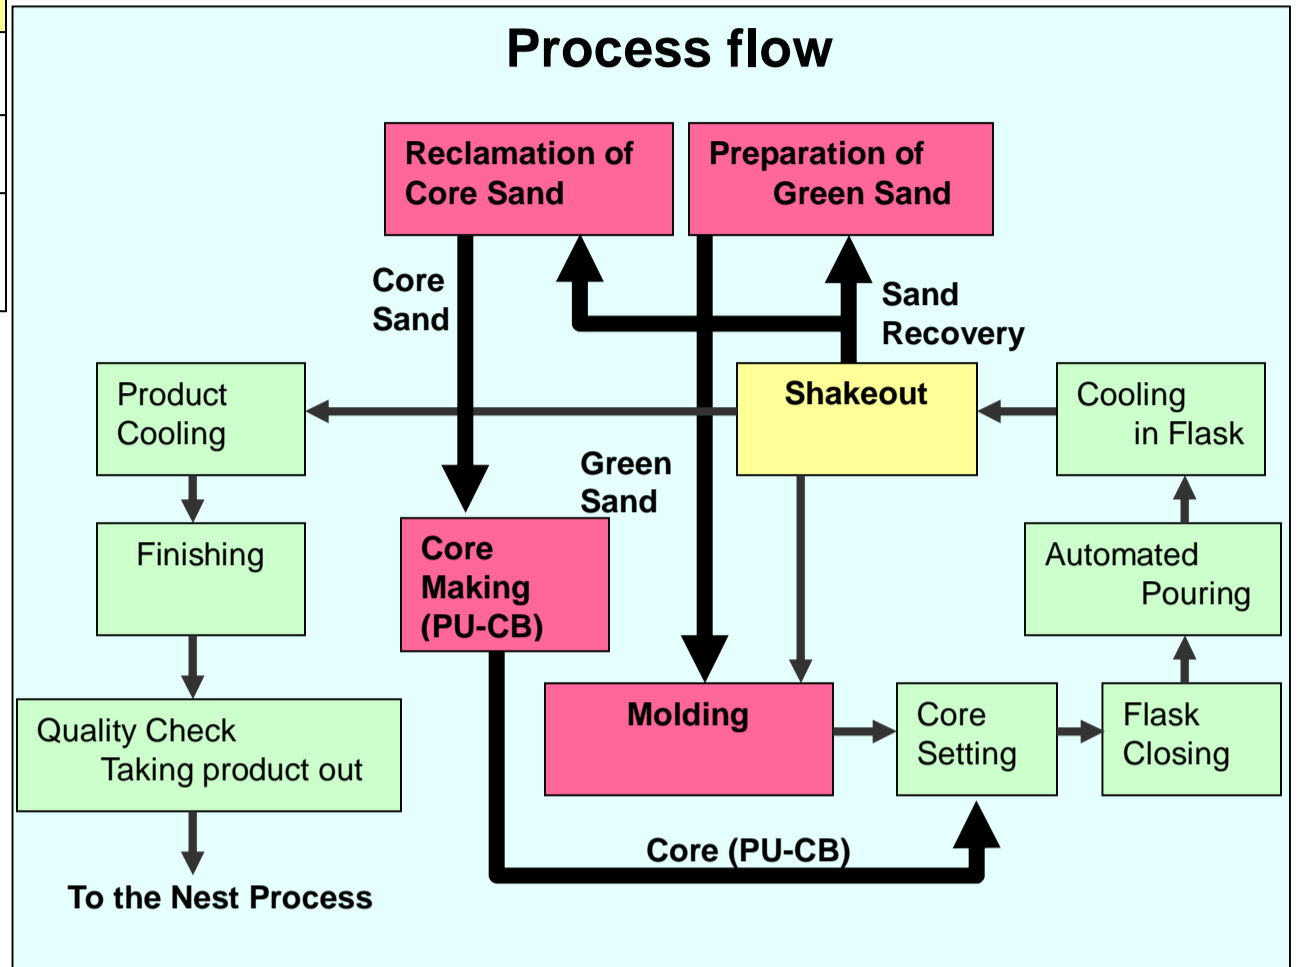 Process flow
Reclamation of
Core Sand
Preparation of
Green Sand
Core
Sand
Sand
Recovery
Product
Cooling
Shakeout
Cooling
in Flask
Green
Sand
Finishing
Core
Making
(PU-CB)
Automated
Pouring
Quality Check
Taking product out
Molding
Core
Setting
Flask
Closing
Core (PU-CB)
To the Nest Process